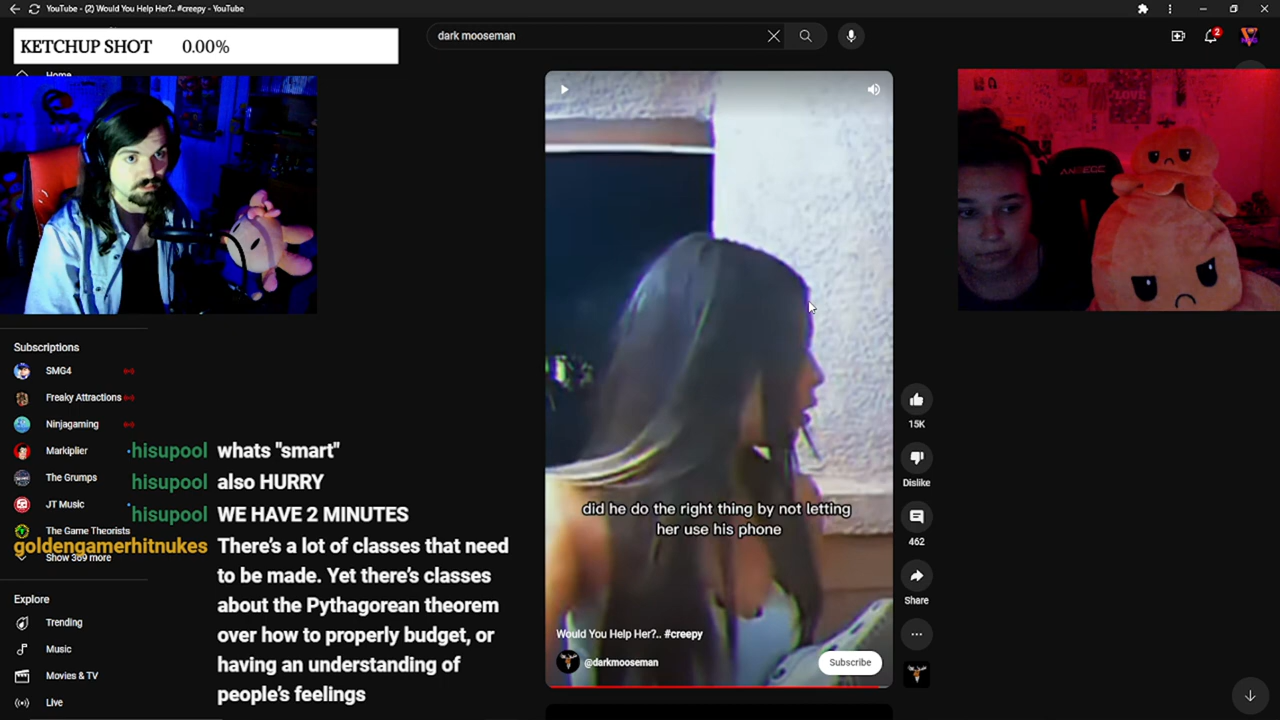 YouTube - (2) Would You Help Her?.. #creepy - YouTube
KETCHUP SHOT 0.00%
dark mooseman
2
Home
LOVE
Subscriptions
SMG4
Freaky Attractions
Ninjagaming
Markiplier
The Grumps
JT Music
The Game Theorists
Show 369 more
Explore
Trending
Music
Movies & TV
Live
hisupool whats "smart"
hisupool also HURRY
hisupool WE HAVE 2 MINUTES
goldengamerhitnukes There's a lot of classes that need
to be made. Yet there's classes
about the Pythagorean theorem
over how to properly budget, or
having an understanding of
people's feelings
did he do the right thing by not letting
her use his phone
Would You Help Her?.. #creepy
@darkmooseman
Subscribe
15K
Dislike
462
Share